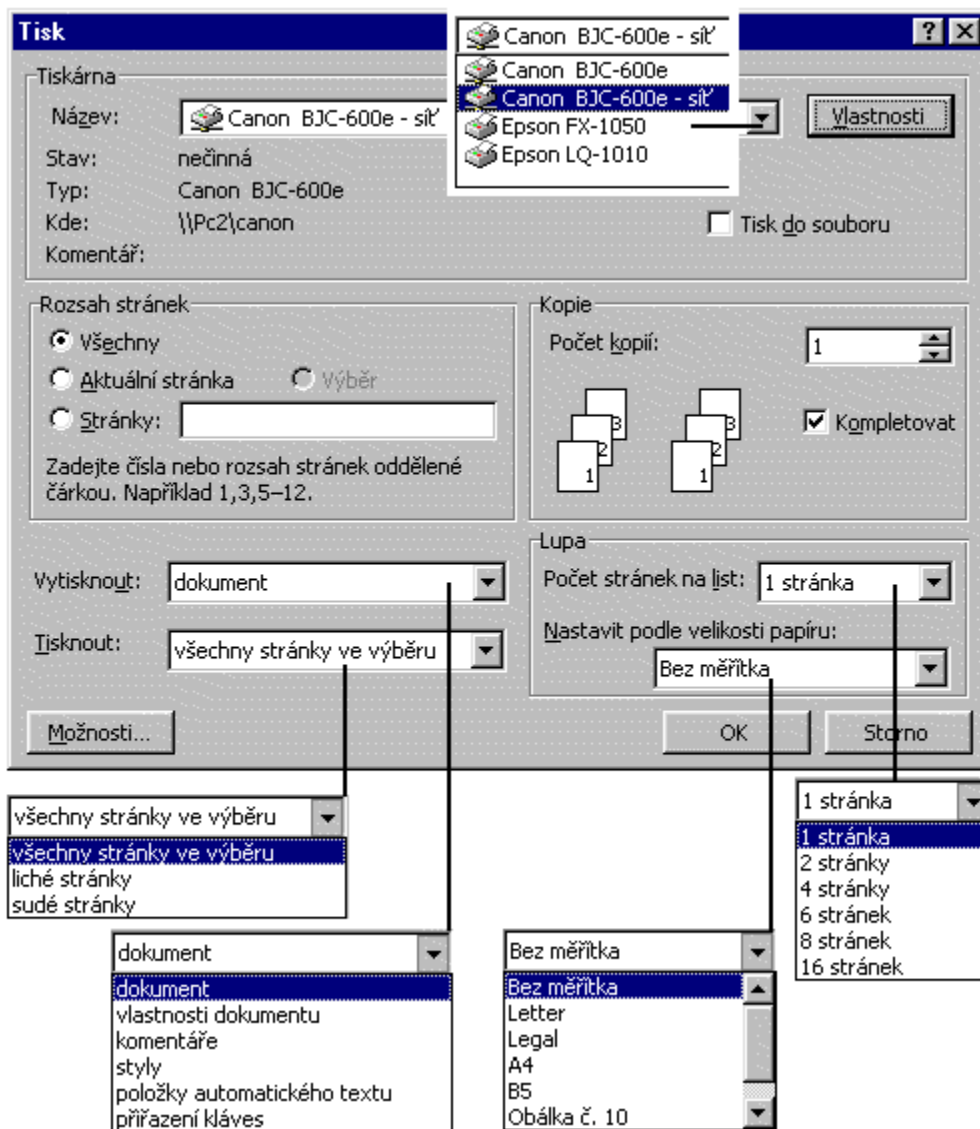 Tisk
Canon BJC-600e - síť
Canon BJC-600e
Canon BJC-600e - síť
Epson FX-1050
Epson LQ-1010
Tiskárna
Název: Canon BJC-600e - síť
Vlastnosti
Stav: nečinná
Typ: Canon BJC-600e
Kde: \\Pc2\canon
Komentář:
Tisk do souboru
Rozsah stránek
Všechny
Aktuální stránka Výběr
Stránky:
Zadejte čísla nebo rozsah stránek oddělené
čárkou. Například 1,3,5–12.
Kopie
Počet kopií: 1
3 3
2 2
1 1
Kompletovat
Vytisknout: dokument
Tisknout: všechny stránky ve výběru
Lupa
Počet stránek na list: 1 stránka
Nastavit podle velikosti papíru:
Bez měřítka
Možnosti...
OK
Storno
všechny stránky ve výběru
všechny stránky ve výběru
liché stránky
sudé stránky
dokument
dokument
vlastnosti dokumentu
komentáře
styly
položky automatického textu
přiřazení kláves
Bez měřítka
Bez měřítka
Letter
Legal
A4
B5
Obálka č. 10
1 stránka
1 stránka
2 stránky
4 stránky
6 stránek
8 stránek
16 stránek